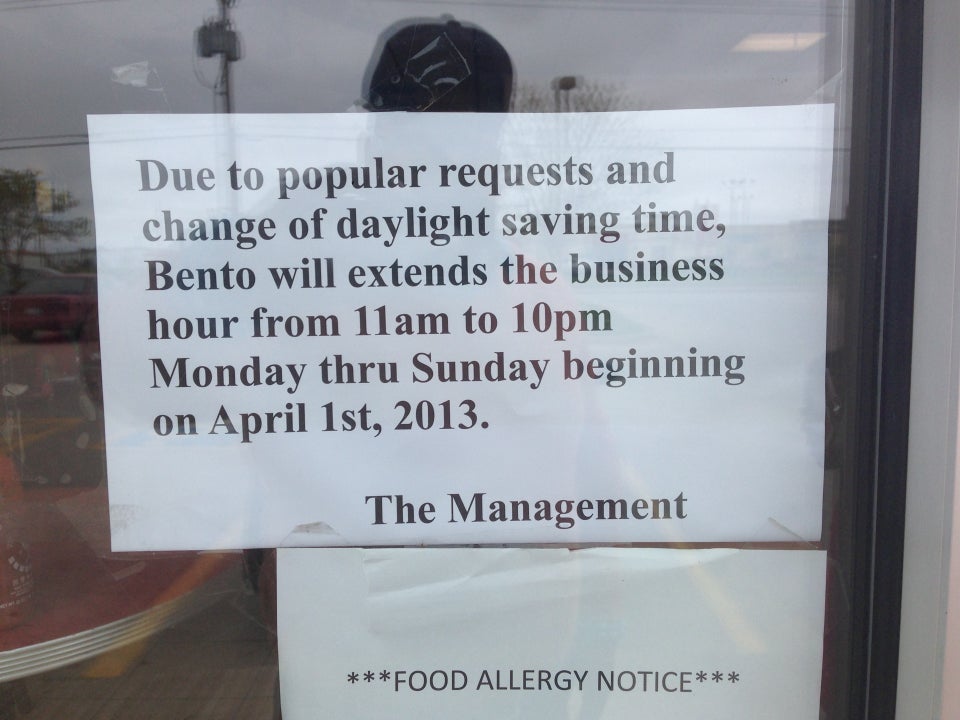 Due to popular requests and
change of daylight saving time,
Bento will extends the business
hour from 11am to 10pm
Monday thru Sunday beginning
on April 1st, 2013.
The Management
***FOOD ALLERGY NOTICE***